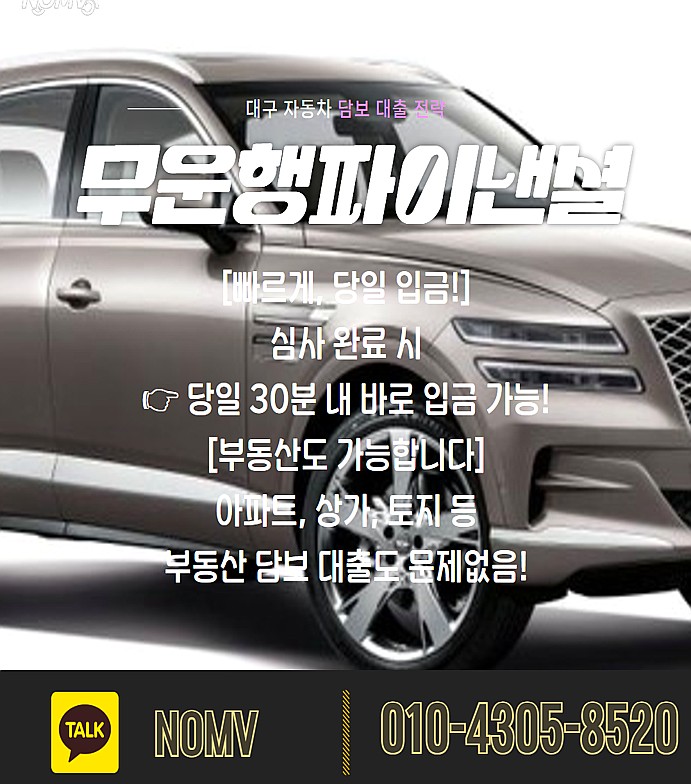 NOMV
대구 자동차 담보 대출 전략
무운행파이낸셜
[빠르게, 당일 입금!]
심사 완료 시
👉 당일 30분 내 바로 입금 가능!
[부동산도 가능합니다]
아파트, 상가, 토지 등
부동산 담보 대출도 문제없음!
TALK
NOMV
010-4305-8520